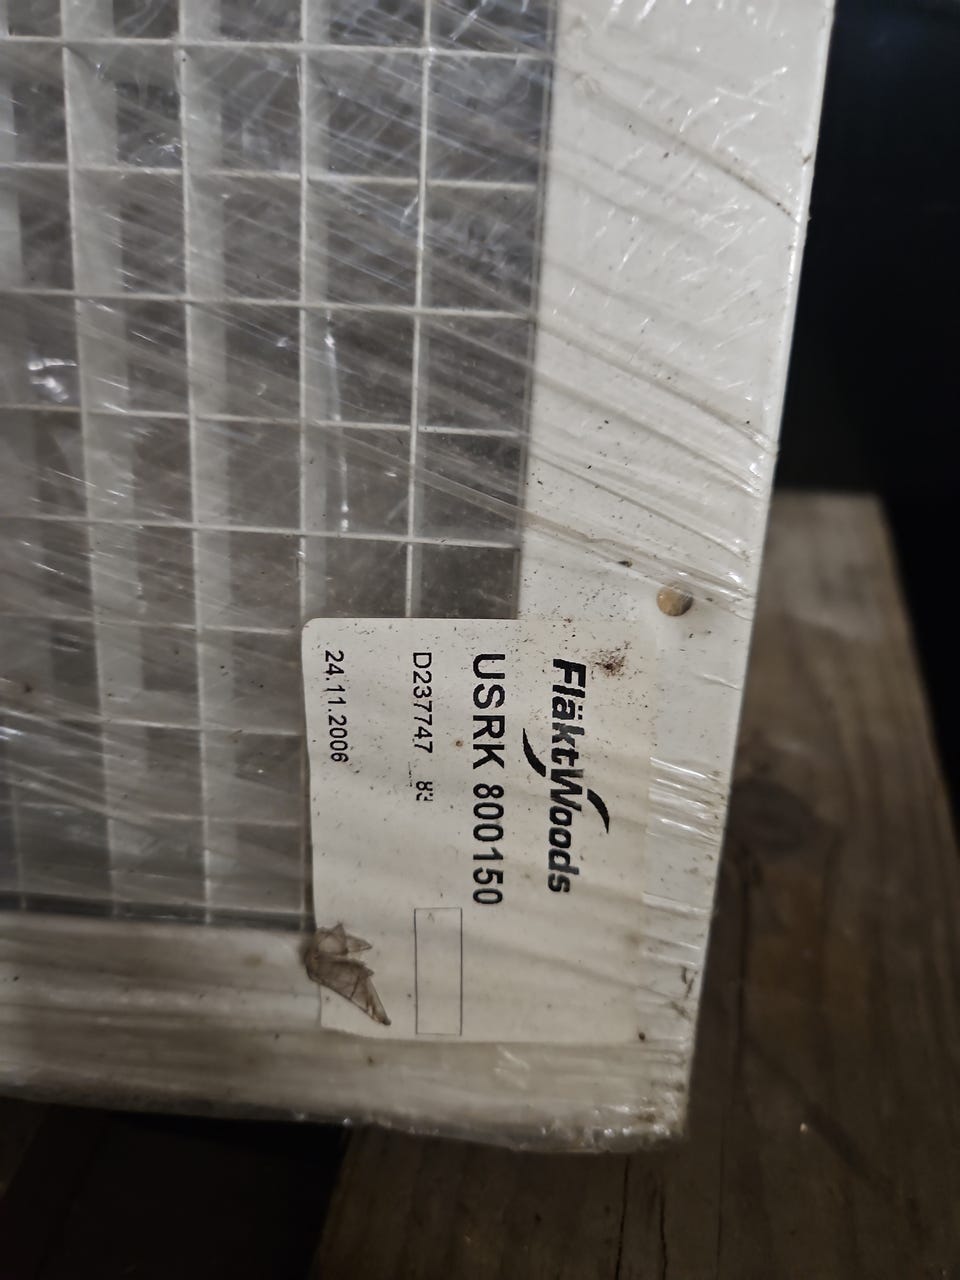 FläktWoods
USRK 800150
D237747
24.11.2006